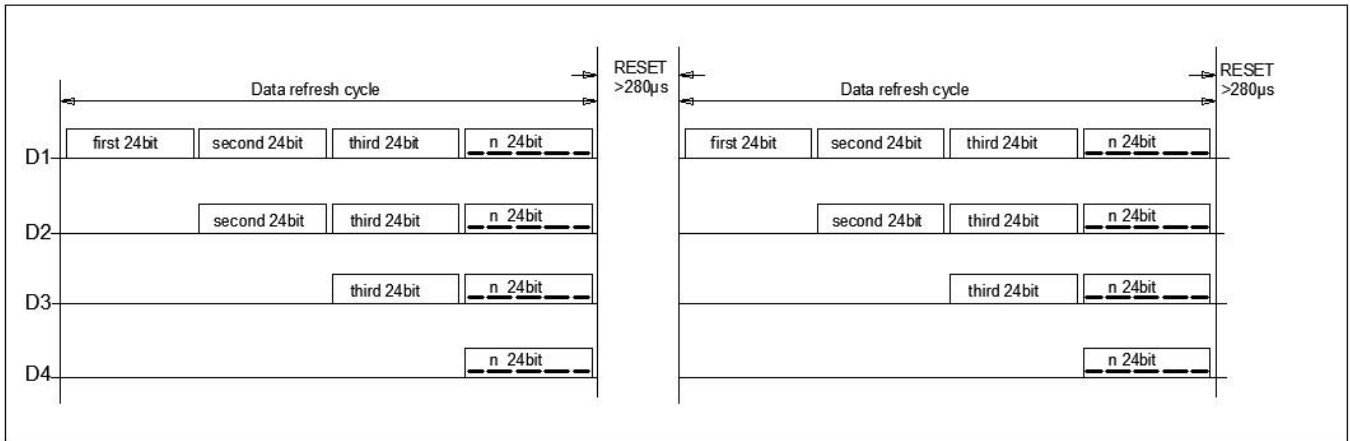 RESET
>280µs
RESET
>280µs
Data refresh cycle
Data refresh cycle
D1 first 24bit second 24bit third 24bit n 24bit first 24bit second 24bit third 24bit n 24bit
D2 second 24bit third 24bit n 24bit second 24bit third 24bit n 24bit
D3 third 24bit n 24bit third 24bit n 24bit
D4 n 24bit n 24bit